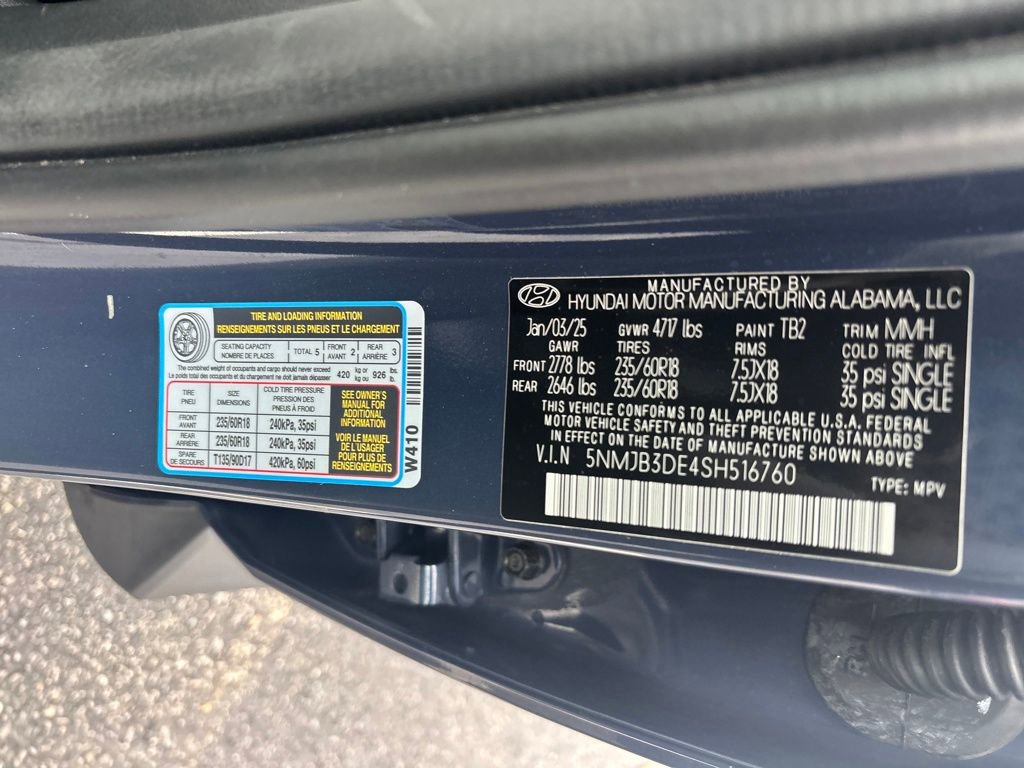 TIRE AND LOADING INFORMATION
RENSEIGNEMENTS SUR LES PNEUS ET LE CHARGEMENT
SEATING CAPACITY
NOMBRE DE PLACES
TOTAL 5
FRONT
AVANT
2
REAR
ARRIÈRE
3
The combined weight of occupants and cargo should never exceed
Le poids total des occupants et du chargement ne doit jamais dépasser
420 kg or
kg ou
926 lbs.
lb.
TIRE
PNEU
SIZE
DIMENSIONS
COLD TIRE PRESSURE
PRESSION DES
PNEUS À FROID
FRONT
AVANT
235/60R18
240kPa, 35psi
REAR
ARRIÈRE
235/60R18
240kPa, 35psi
SPARE
DE SECOURS
T135/90D17
420kPa, 60psi
SEE OWNER'S
MANUAL FOR
ADDITIONAL
INFORMATION
VOIR LE MANUEL
DE L'USAGER
POUR PLUS DE
RENSEIGNEMENTS
W410
MANUFACTURED BY
HYUNDAI MOTOR MANUFACTURING ALABAMA, LLC
Jan/03/25 GVWR 4717 lbs PAINT TB2 TRIM MMH
GAWR TIRES RIMS COLD TIRE INFL
FRONT 2778 lbs 235/60R18 7.5JX18 35 psi SINGLE
REAR 2646 lbs 235/60R18 7.5JX18 35 psi SINGLE
THIS VEHICLE CONFORMS TO ALL APPLICABLE U.S.A. FEDERAL
MOTOR VEHICLE SAFETY AND THEFT PREVENTION STANDARDS
IN EFFECT ON THE DATE OF MANUFACTURE SHOWN ABOVE
V.I.N 5NMJB3DE4SH516760
TYPE: MPV